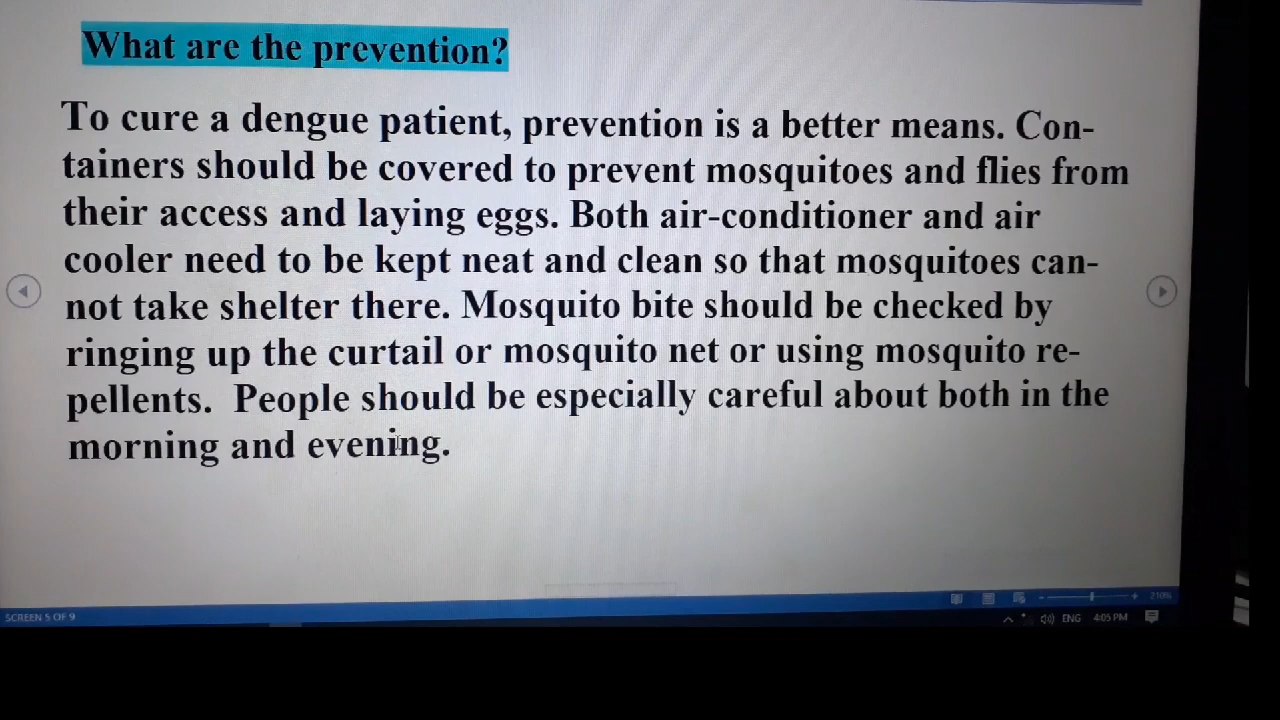 What are the prevention?
To cure a dengue patient, prevention is a better means. Con-
tainers should be covered to prevent mosquitoes and flies from
their access and laying eggs. Both air-conditioner and air
cooler need to be kept neat and clean so that mosquitoes can-
not take shelter there. Mosquito bite should be checked by
ringing up the curtail or mosquito net or using mosquito re-
pellents.  People should be especially careful about both in the
morning and evening.
SCREEN 5 OF 9
- + 210%
ENG 4:05 PM